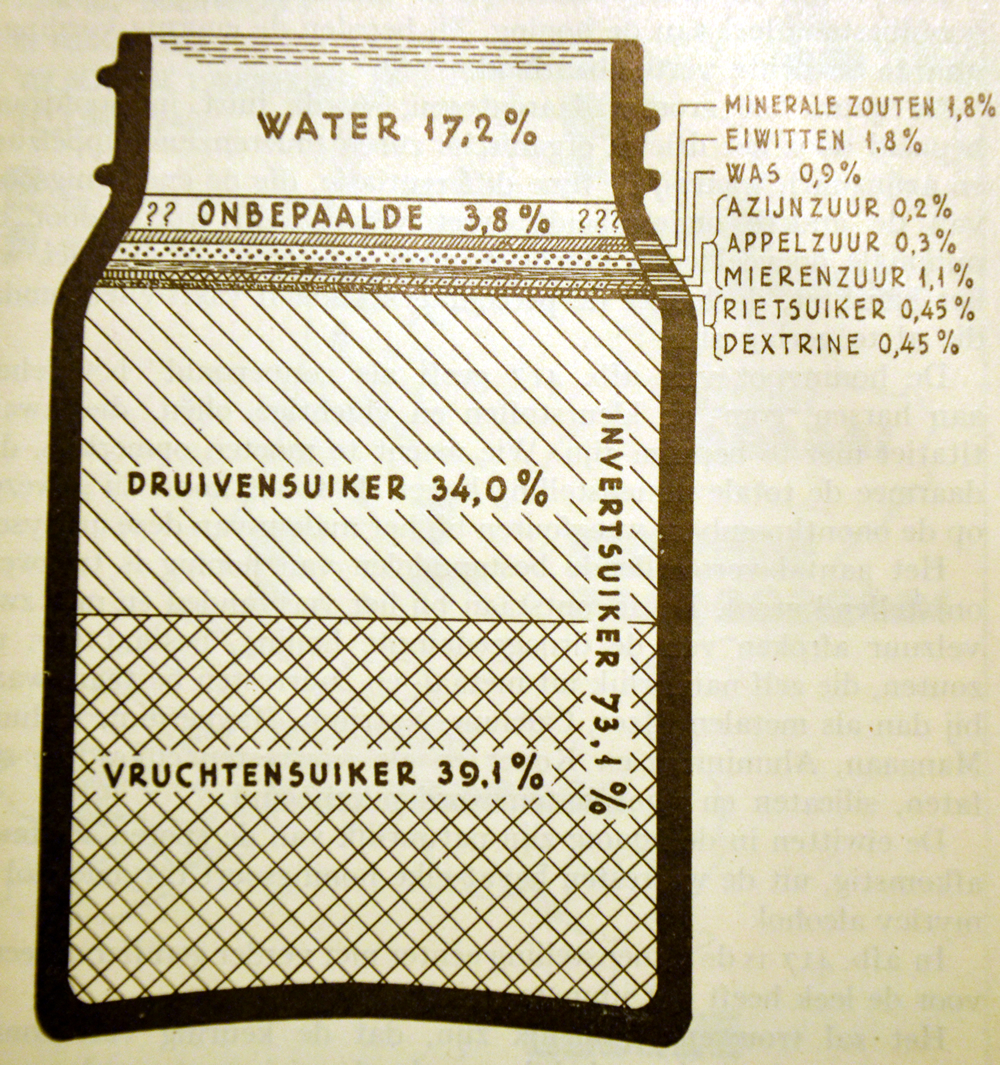 WATER 17,2%
?? ONBEPAALDE 3,8% ???
MINERALE ZOUTEN 1,8%
EIWITTEN 1,8%
WAS 0,9%
AZIJNZUUR 0,2%
APPELZUUR 0,3%
MIERENZUUR 1,1%
RIETSUIKER 0,45%
DEXTRINE 0,45%
DRUIVENSUIKER 34,0%
INVERTSUIKER 73,1%
VRUCHTENSUIKER 39.1%